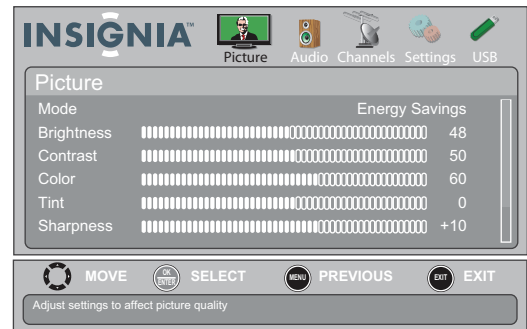 INSIGNIA™
Picture Audio Channels Settings USB
Picture
Mode Energy Savings
Brightness 48
Contrast 50
Color 60
Tint 0
Sharpness +10
MOVE OK ENTER SELECT MENU PREVIOUS EXIT EXIT
Adjust settings to affect picture quality